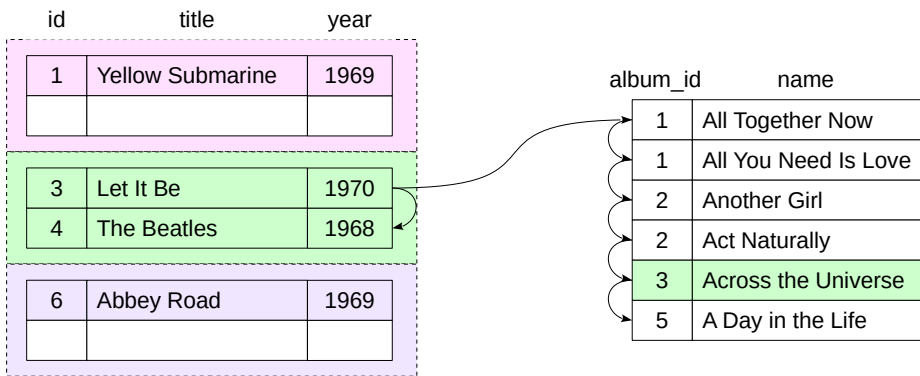 id title year
1 Yellow Submarine 1969
3 Let It Be 1970
4 The Beatles 1968
6 Abbey Road 1969
album_id name
1 All Together Now
1 All You Need Is Love
2 Another Girl
2 Act Naturally
3 Across the Universe
5 A Day in the Life